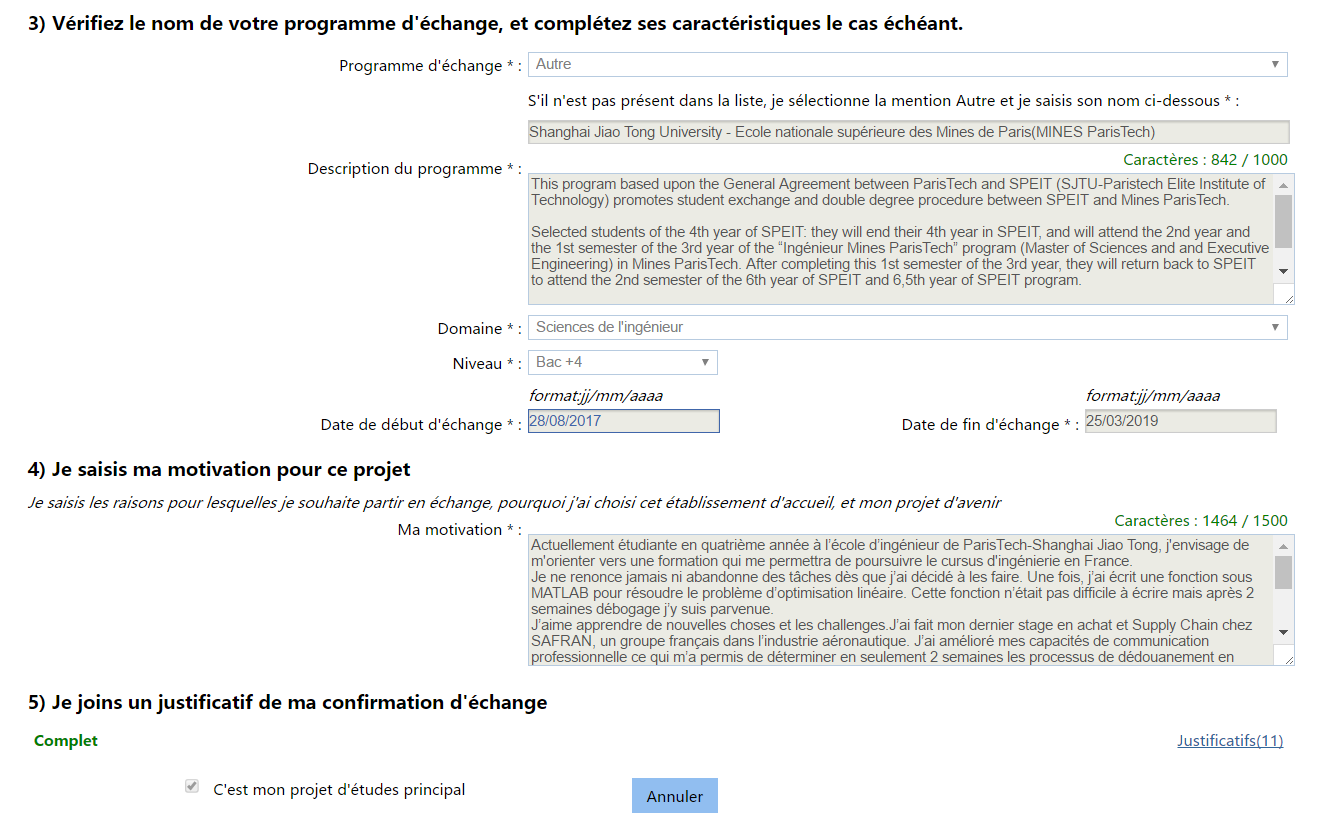 3) Vérifiez le nom de votre programme d'échange, et complétez ses caractéristiques le cas échéant.
Programme d'échange * : Autre
S'il n'est pas présent dans la liste, je sélectionne la mention Autre et je saisis son nom ci-dessous * :
Shanghai Jiao Tong University - Ecole nationale supérieure des Mines de Paris(MINES ParisTech)
Caractères : 842 / 1000
Description du programme * :
This program based upon the General Agreement between ParisTech and SPEIT (SJTU-Paristech Elite Institute of
Technology) promotes student exchange and double degree procedure between SPEIT and Mines ParisTech.
Selected students of the 4th year of SPEIT: they will end their 4th year in SPEIT, and will attend the 2nd year and
the 1st semester of the 3rd year of the “Ingénieur Mines ParisTech” program (Master of Sciences and and Executive
Engineering) in Mines ParisTech. After completing this 1st semester of the 3rd year, they will return back to SPEIT
to attend the 2nd semester of the 6th year of SPEIT and 6,5th year of SPEIT program.
Domaine * : Sciences de l'ingénieur
Niveau * : Bac +4
format:jj/mm/aaaa format:jj/mm/aaaa
Date de début d'échange * : 28/08/2017 Date de fin d'échange * : 25/03/2019
4) Je saisis ma motivation pour ce projet
Je saisis les raisons pour lesquelles je souhaite partir en échange, pourquoi j'ai choisi cet établissement d'accueil, et mon projet d'avenir
Caractères : 1464 / 1500
Ma motivation * :
Actuellement étudiante en quatrième année à l’école d’ingénieur de ParisTech-Shanghai Jiao Tong, j'envisage de
m'orienter vers une formation qui me permettra de poursuivre le cursus d'ingénierie en France.
Je ne renonce jamais ni abandonne des tâches dès que j’ai décidé à les faire. Une fois, j’ai écrit une fonction sous
MATLAB pour résoudre le problème d’optimisation linéaire. Cette fonction n’était pas difficile à écrire mais après 2
semaines débogage j’y suis parvenue.
J’aime apprendre de nouvelles choses et les challenges.J’ai fait mon dernier stage en achat et Supply Chain chez
SAFRAN, un groupe français dans l’industrie aéronautique. J’ai amélioré mes capacités de communication
professionnelle ce qui m’a permis de déterminer en seulement 2 semaines les processus de dédouanement en
5) Je joins un justificatif de ma confirmation d'échange
Complet Justificatifs(11)
C'est mon projet d'études principal Annuler